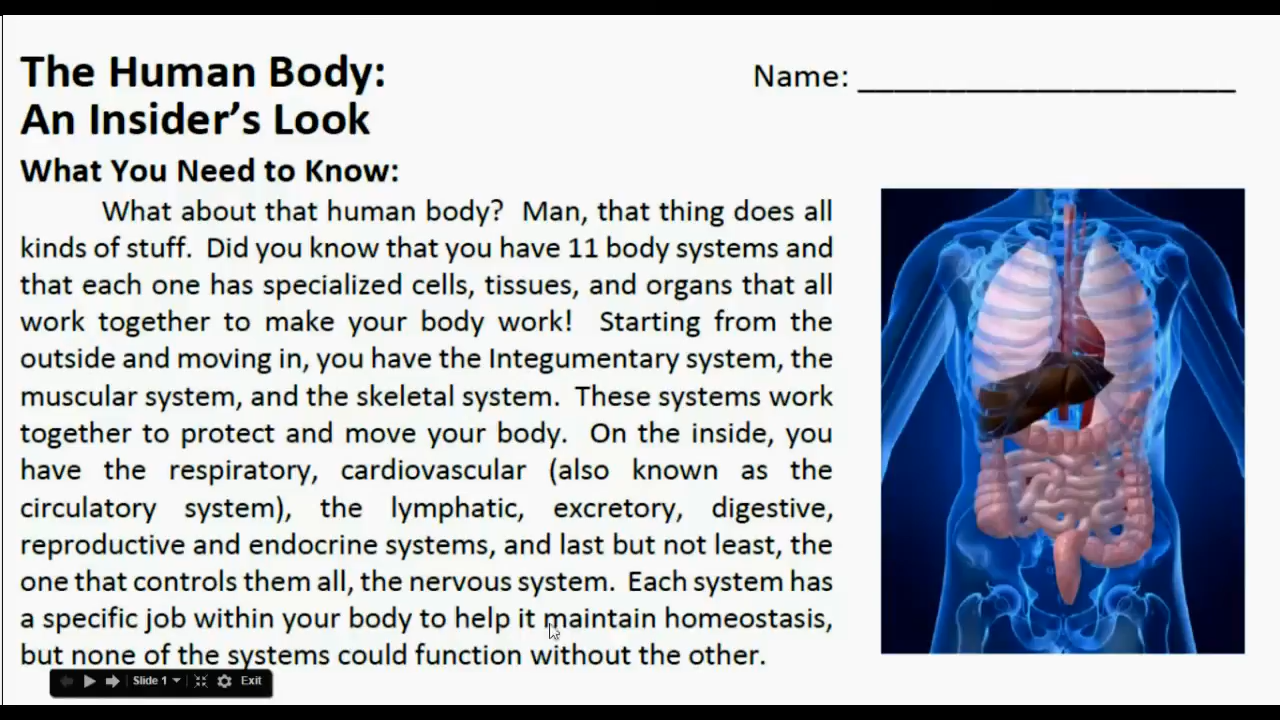 The Human Body:
An Insider's Look
Name: ________________________
What You Need to Know:
What about that human body? Man, that thing does all
kinds of stuff. Did you know that you have 11 body systems and
that each one has specialized cells, tissues, and organs that all
work together to make your body work! Starting from the
outside and moving in, you have the Integumentary system, the
muscular system, and the skeletal system. These systems work
together to protect and move your body. On the inside, you
have the respiratory, cardiovascular (also known as the
circulatory system), the lymphatic, excretory, digestive,
reproductive and endocrine systems, and last but not least, the
one that controls them all, the nervous system. Each system has
a specific job within your body to help it maintain homeostasis,
but none of the systems could function without the other.
Slide 1
Exit